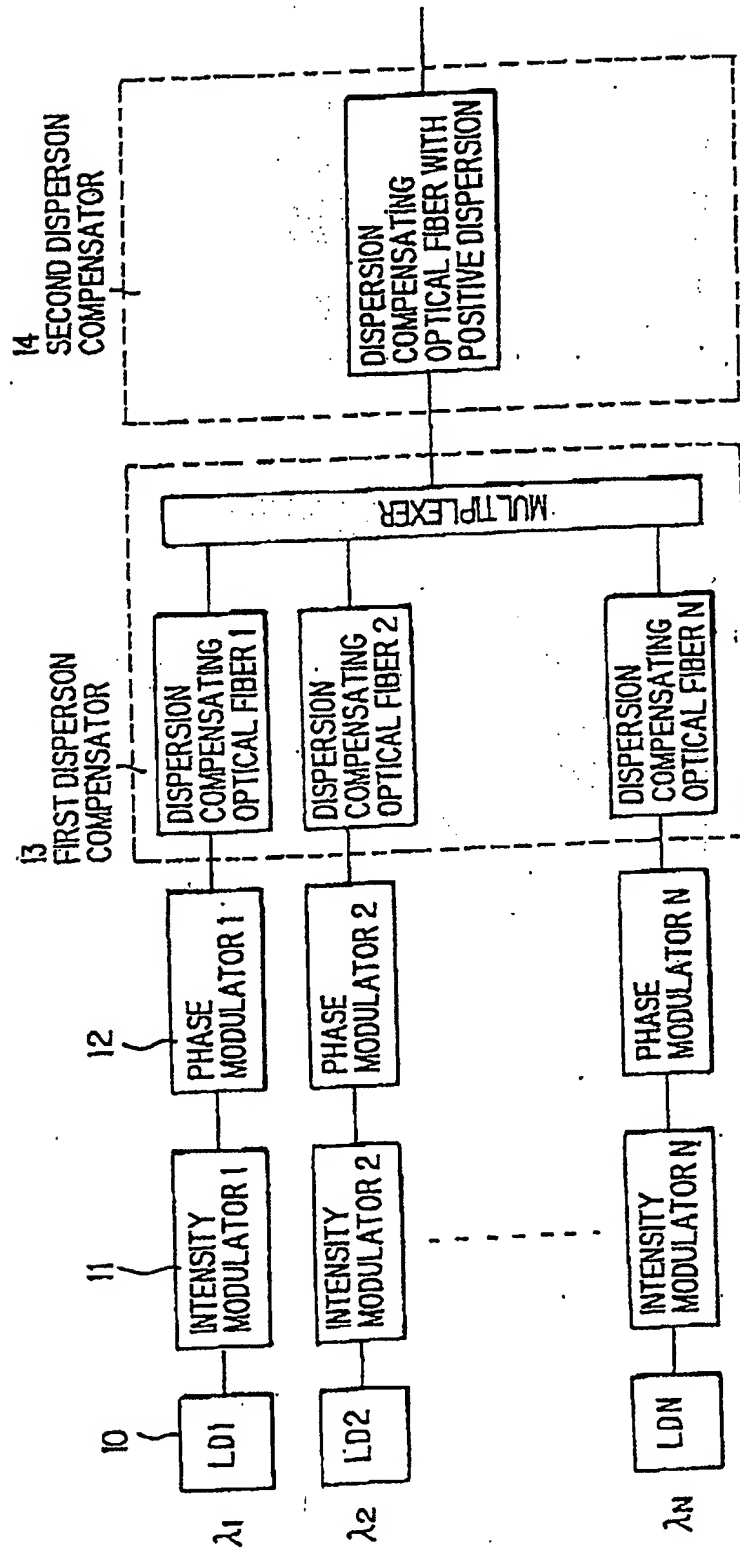 13
FIRST DISPERSON
COMPENSATOR
14
SECOND DISPERSON
COMPENSATOR
10
11
12
λ1
LD1
INTENSITY
MODULATOR 1
PHASE
MODULATOR 1
DISPERSION
COMPENSATING
OPTICAL FIBER 1
λ2
LD2
INTENSITY
MODULATOR 2
PHASE
MODULATOR 2
DISPERSION
COMPENSATING
OPTICAL FIBER 2
λN
LDN
INTENSITY
MODULATOR N
PHASE
MODULATOR N
DISPERSION
COMPENSATING
OPTICAL FIBER N
MULTIPLEXER
DISPERSION
COMPENSATING
OPTICAL FIBER WITH
POSITIVE DISPERSION